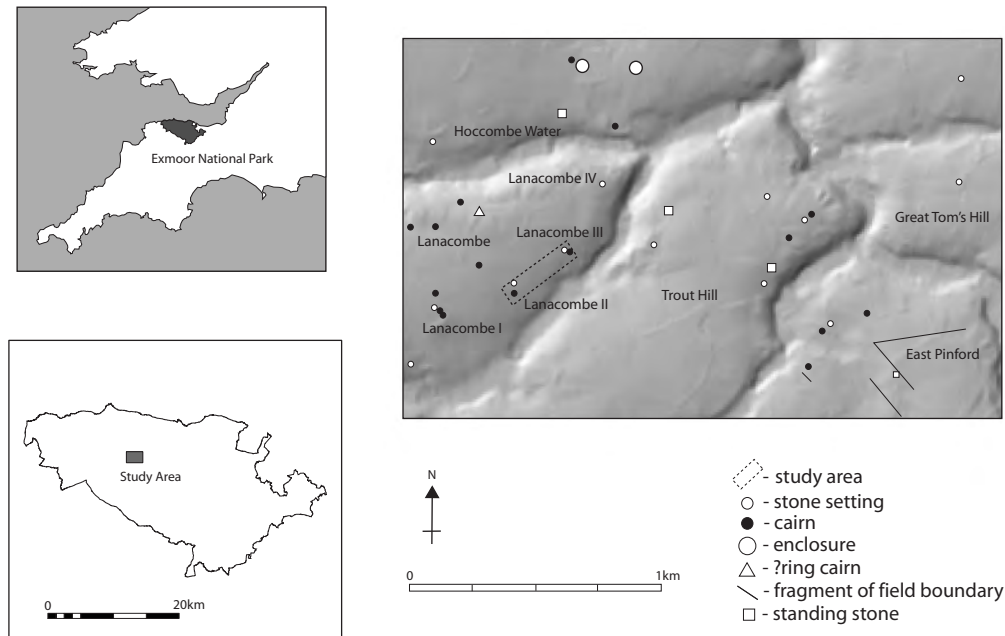 Exmoor National Park
Study Area
0 20km
Hoccombe Water
Lanacombe IV
Lanacombe
Lanacombe III
Great Tom's Hill
Lanacombe II
Trout Hill
Lanacombe I
East Pinford
N
0 1km
- study area
- stone setting
- cairn
- enclosure
- ?ring cairn
- fragment of field boundary
- standing stone